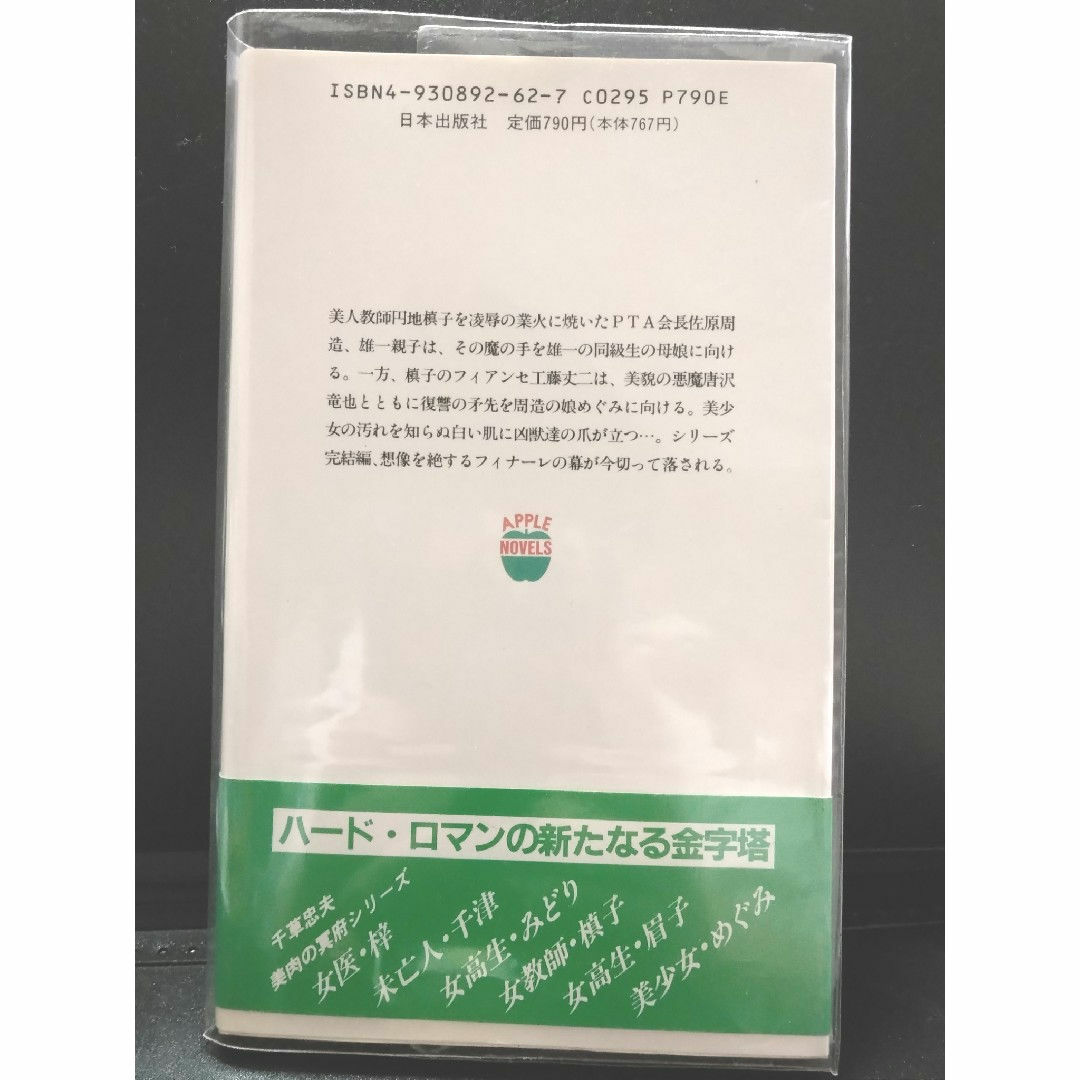 ISBN4-930892-62-7 C0295 P790E
日本出版社　定価790円(本体767円)
美人教師円地槙子を凌辱の業火に焼いたPTA会長佐原周
造、雄一親子は、その魔の手を雄一の同級生の母娘に向け
る。一方、槙子のフィアンセ工藤丈二は、美貌の悪魔唐沢
竜也とともに復讐の矛先を周造の娘めぐみに向ける。美少
女の汚れを知らぬ白い肌に凶獣達の爪が立つ…。シリーズ
完結編、想像を絶するフィナーレの幕が今切って落される。
APPLE
NOVELS
ハード・ロマンの新たなる金字塔
千草忠夫
美肉の冥府シリーズ
女医・梓
未亡人・千津
女高生・みどり
女教師・槙子
女高生・眉子
美少女・めぐみ